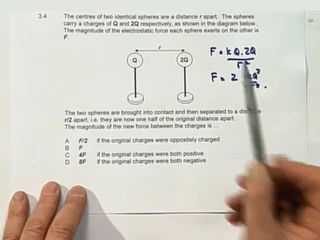 3.4 The centres of two identical spheres are a distance r apart. The spheres
carry a charges of Q and 2Q respectively, as shown in the diagram below.
The magnitude of the electrostatic force each sphere exerts on the other is
F.
r
Q 2Q
F = k Q. 2Q
r²
F = 2
The two spheres are brought into contact and then separated to a distance
r/2 apart, i.e. they are now one half of the original distance apart.
The magnitude of the new force between the charges is ...
A F/2 if the original charges were oppositely charged
B F
C 4F if the original charges were both positive
D 8F if the original charges were both negative